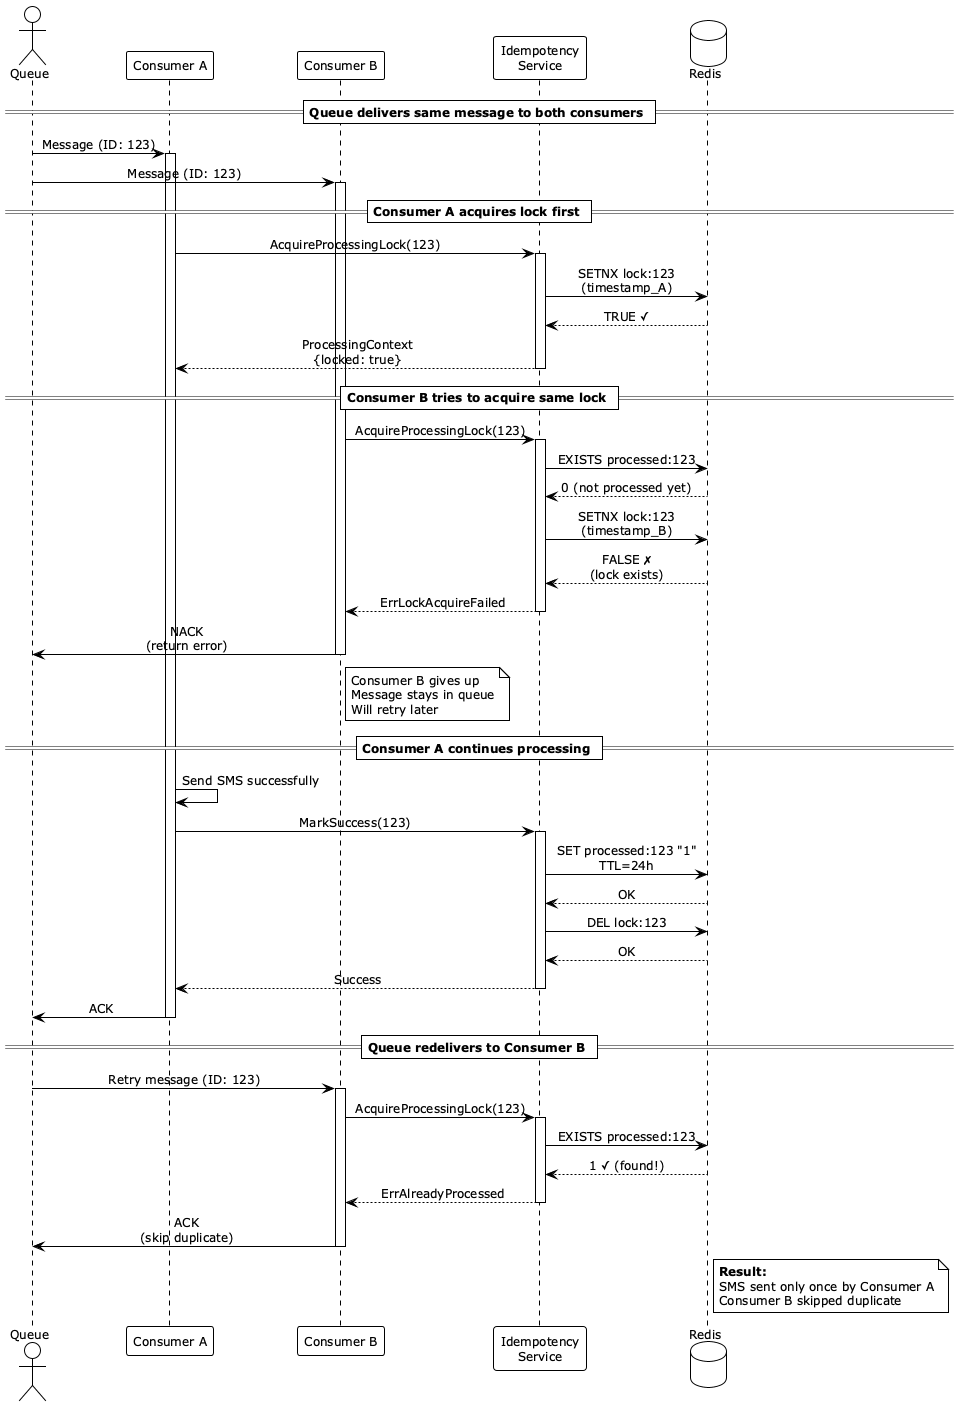 Queue
Consumer A
Consumer B
Idempotency
Service
Redis
Queue delivers same message to both consumers
Message (ID: 123)
Message (ID: 123)
Consumer A acquires lock first
AcquireProcessingLock(123)
SETNX lock:123
(timestamp_A)
TRUE ✓
ProcessingContext
{locked: true}
Consumer B tries to acquire same lock
AcquireProcessingLock(123)
EXISTS processed:123
0 (not processed yet)
SETNX lock:123
(timestamp_B)
FALSE ✗
(lock exists)
ErrLockAcquireFailed
NACK
(return error)
Consumer B gives up
Message stays in queue
Will retry later
Consumer A continues processing
Send SMS successfully
MarkSuccess(123)
SET processed:123 "1"
TTL=24h
OK
DEL lock:123
OK
Success
ACK
Queue redelivers to Consumer B
Retry message (ID: 123)
AcquireProcessingLock(123)
EXISTS processed:123
1 ✓ (found!)
ErrAlreadyProcessed
ACK
(skip duplicate)
Result:
SMS sent only once by Consumer A
Consumer B skipped duplicate
Queue
Consumer A
Consumer B
Idempotency
Service
Redis